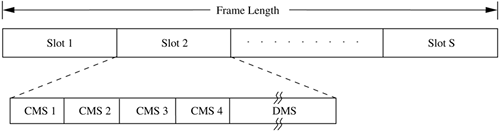 Frame Length
Slot 1 Slot 2 . . . . . . . . . Slot S
CMS 1 CMS 2 CMS 3 CMS 4 DMS